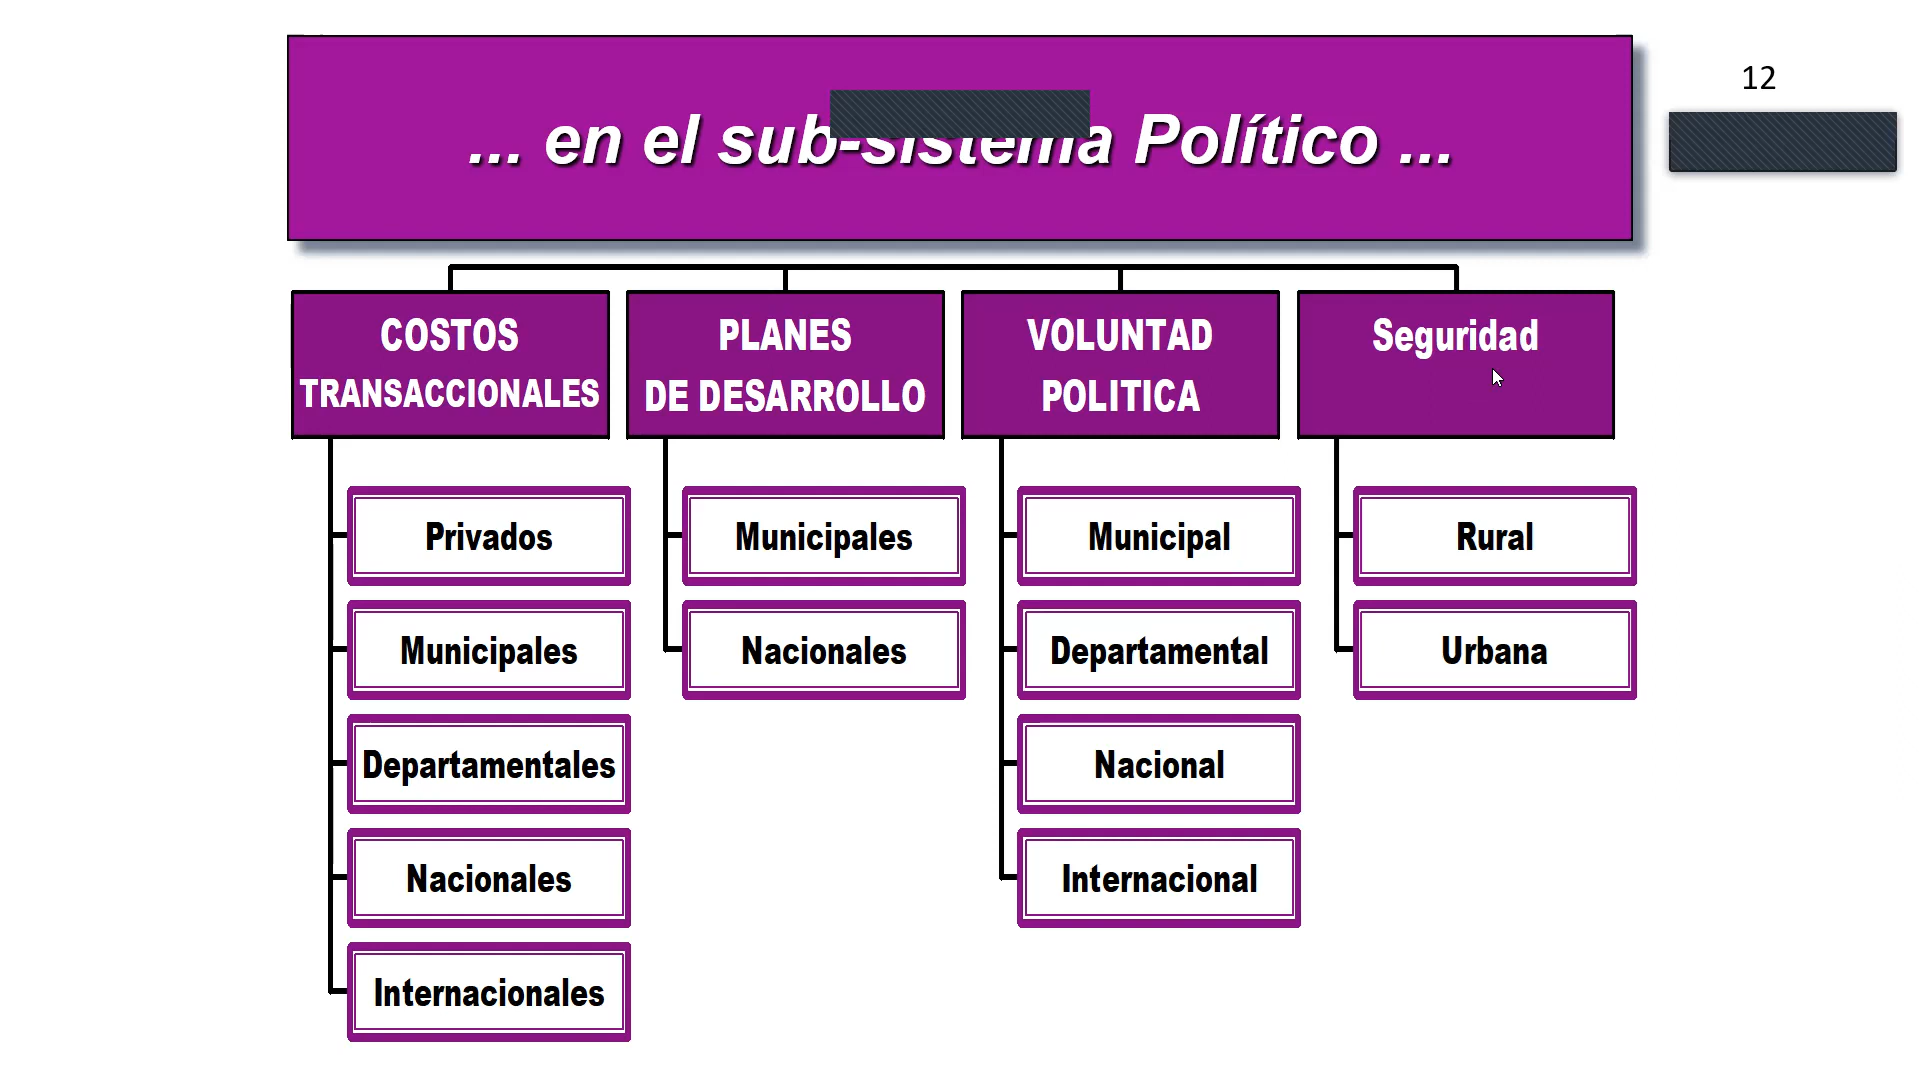 ... en el sub-sistema Político ...
12
COSTOS
TRANSACCIONALES
PLANES
DE DESARROLLO
VOLUNTAD
POLITICA
Seguridad
Privados
Municipales
Departamentales
Nacionales
Internacionales
Municipales
Nacionales
Municipal
Departamental
Nacional
Internacional
Rural
Urbana